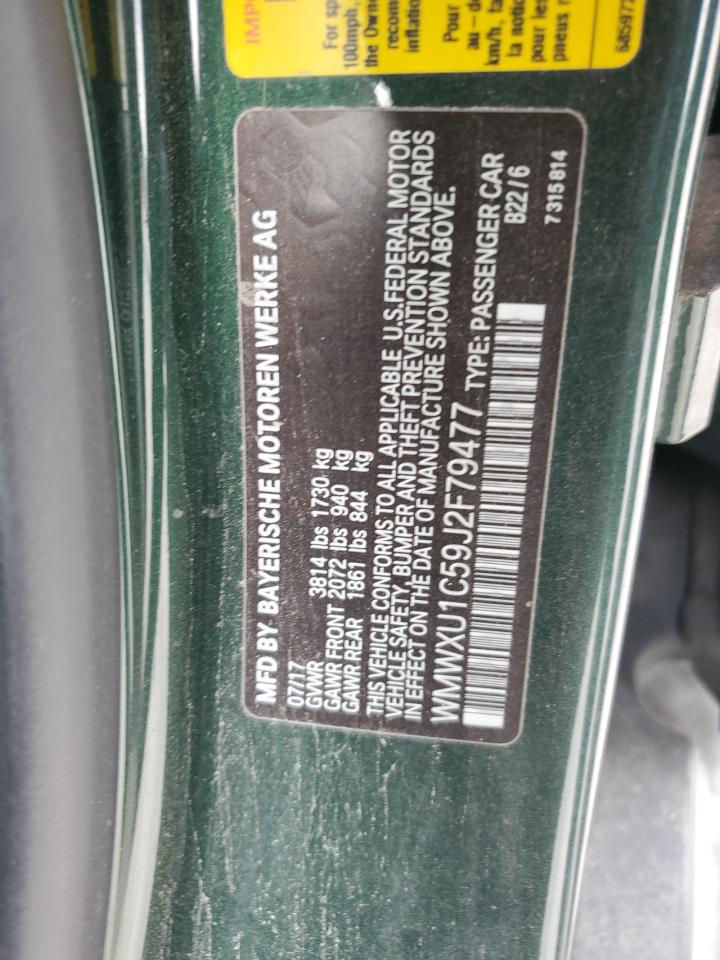 MFD BY BAYERISCHE MOTOREN WERKE AG
07/17
GVWR 3814 lbs 1730 kg
GAWR FRONT 2072 lbs 940 kg
GAWR REAR 1861 lbs 844 kg
THIS VEHICLE CONFORMS TO ALL APPLICABLE U.S. FEDERAL MOTOR
VEHICLE SAFETY, BUMPER AND THEFT PREVENTION STANDARDS
IN EFFECT ON THE DATE OF MANUFACTURE SHOWN ABOVE.
WMWXU1C59J2F79477 TYPE: PASSENGER CAR
B22/6
7 315 814
IMP
For sp
100mph,
the Owne
recom
inflatio
Pour
au-de
km/h, fa
la notic
pour les
pneus r
685972